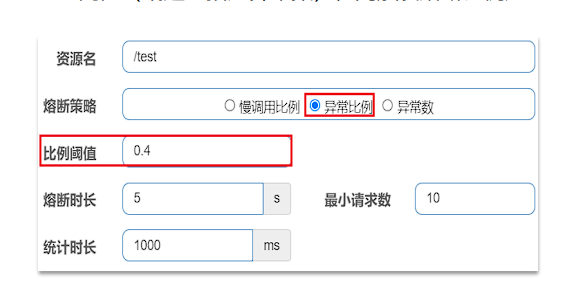 资源名 /test
熔断策略 慢调用比例 异常比例 异常数
比例阈值 0.4
熔断时长 5 s 最小请求数 10
统计时长 1000 ms